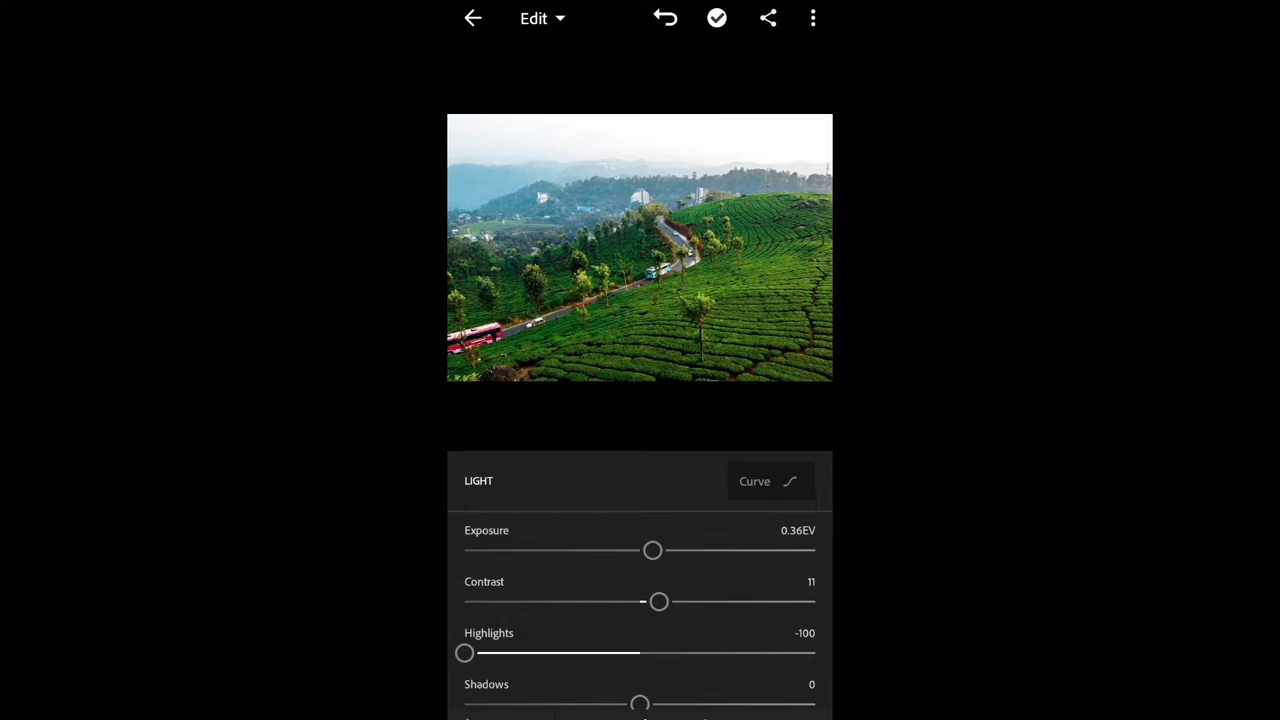 Edit
LIGHT
Curve
Exposure
0.36EV
Contrast
11
Highlights
-100
Shadows
0